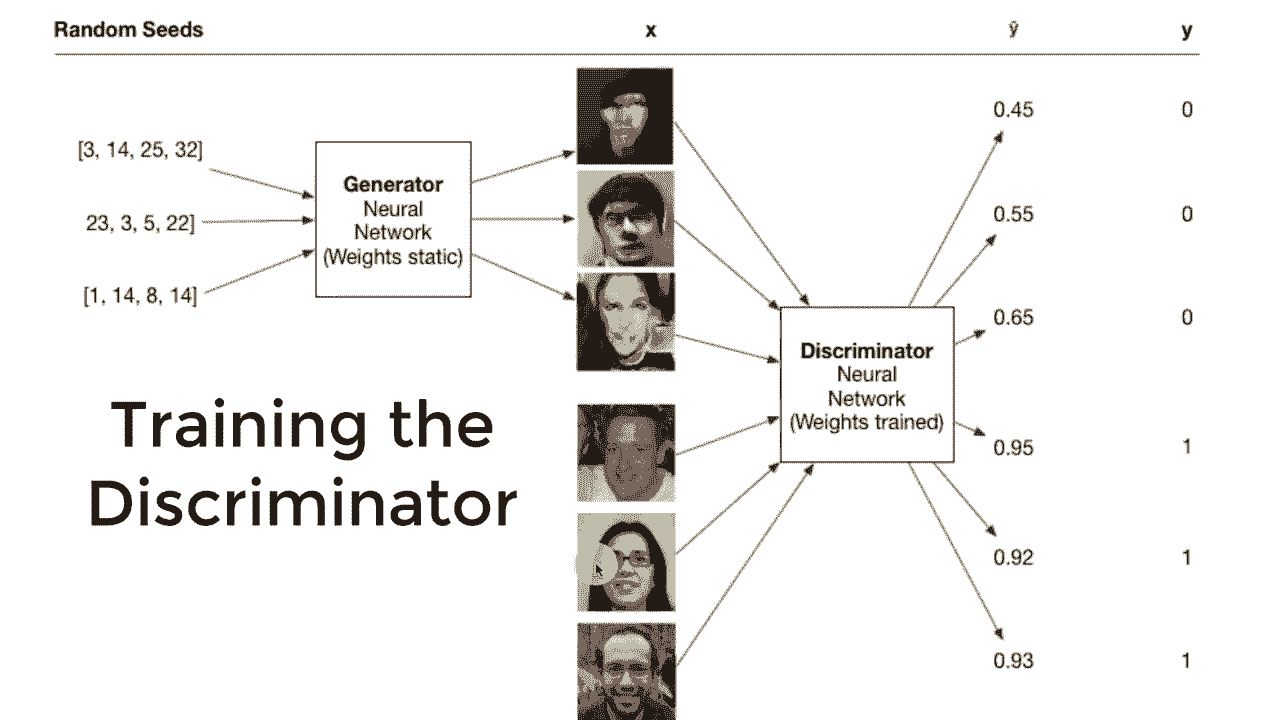 Random Seeds x ŷ y
[3, 14, 25, 32]
23, 3, 5, 22]
[1, 14, 8, 14]
Generator
Neural
Network
(Weights static)
Training the
Discriminator
Discriminator
Neural
Network
(Weights trained)
0.45 0
0.55 0
0.65 0
0.95 1
0.92 1
0.93 1